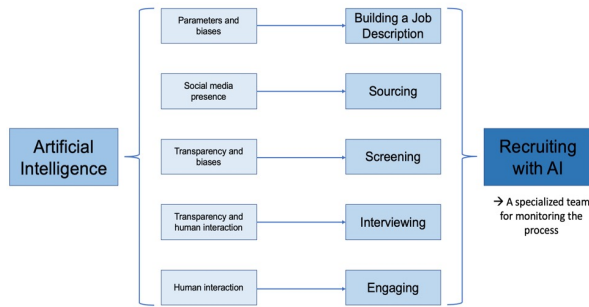 Artificial
Intelligence
Parameters and
biases
Building a Job
Description
Social media
presence
Sourcing
Transparency and
biases
Screening
Transparency and
human interaction
Interviewing
Human interaction
Engaging
Recruiting
with AI
→ A specialized team
for monitoring the
process